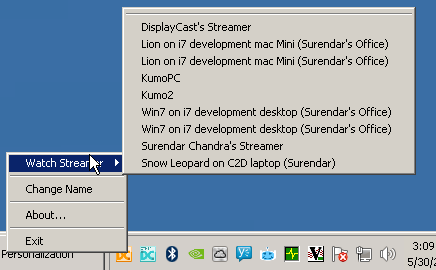 DisplayCast's Streamer
Lion on i7 development mac Mini (Surendar's Office)
Lion on i7 development mac Mini (Surendar's Office)
KumoPC
Kumo2
Win7 on i7 development desktop (Surendar's Office)
Win7 on i7 development desktop (Surendar's Office)
Surendar Chandra's Streamer
Snow Leopard on C2D laptop (Surendar)
Watch Streamer
Change Name
About...
Exit
Personalization
DC DC
3:09
5/30/2